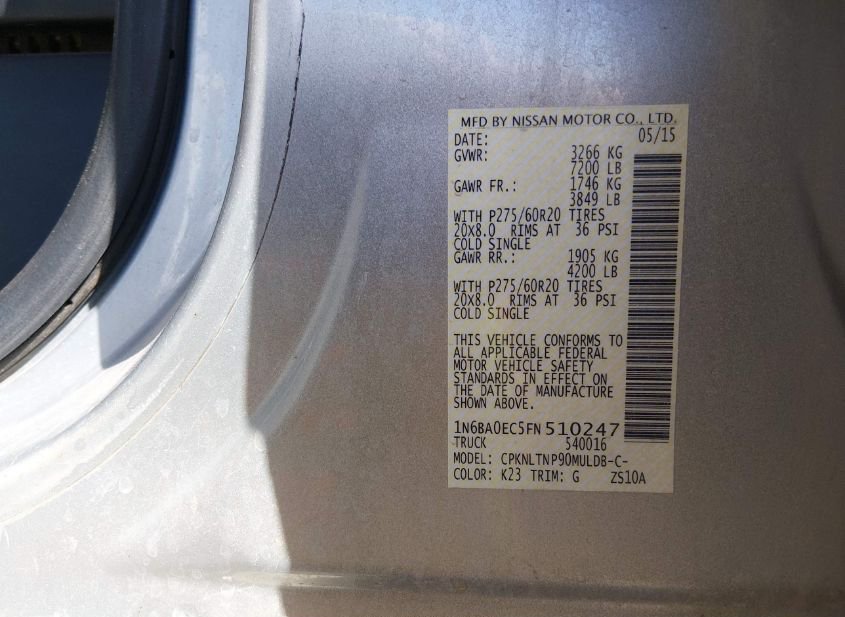 MFD BY NISSAN MOTOR CO., LTD.
DATE: 05/15
GVWR: 3266 KG
7200 LB
GAWR FR.: 1746 KG
3849 LB
WITH P275/60R20 TIRES
20X8.0 RIMS AT 36 PSI
COLD SINGLE
GAWR RR.: 1905 KG
4200 LB
WITH P275/60R20 TIRES
20X8.0 RIMS AT 36 PSI
COLD SINGLE
THIS VEHICLE CONFORMS TO
ALL APPLICABLE FEDERAL
MOTOR VEHICLE SAFETY
STANDARDS IN EFFECT ON
THE DATE OF MANUFACTURE
SHOWN ABOVE.
1N6BA0EC5FN510247
TRUCK 540016
MODEL: CPKNLTNP90MULDB-C-
COLOR: K23 TRIM: G ZS10A